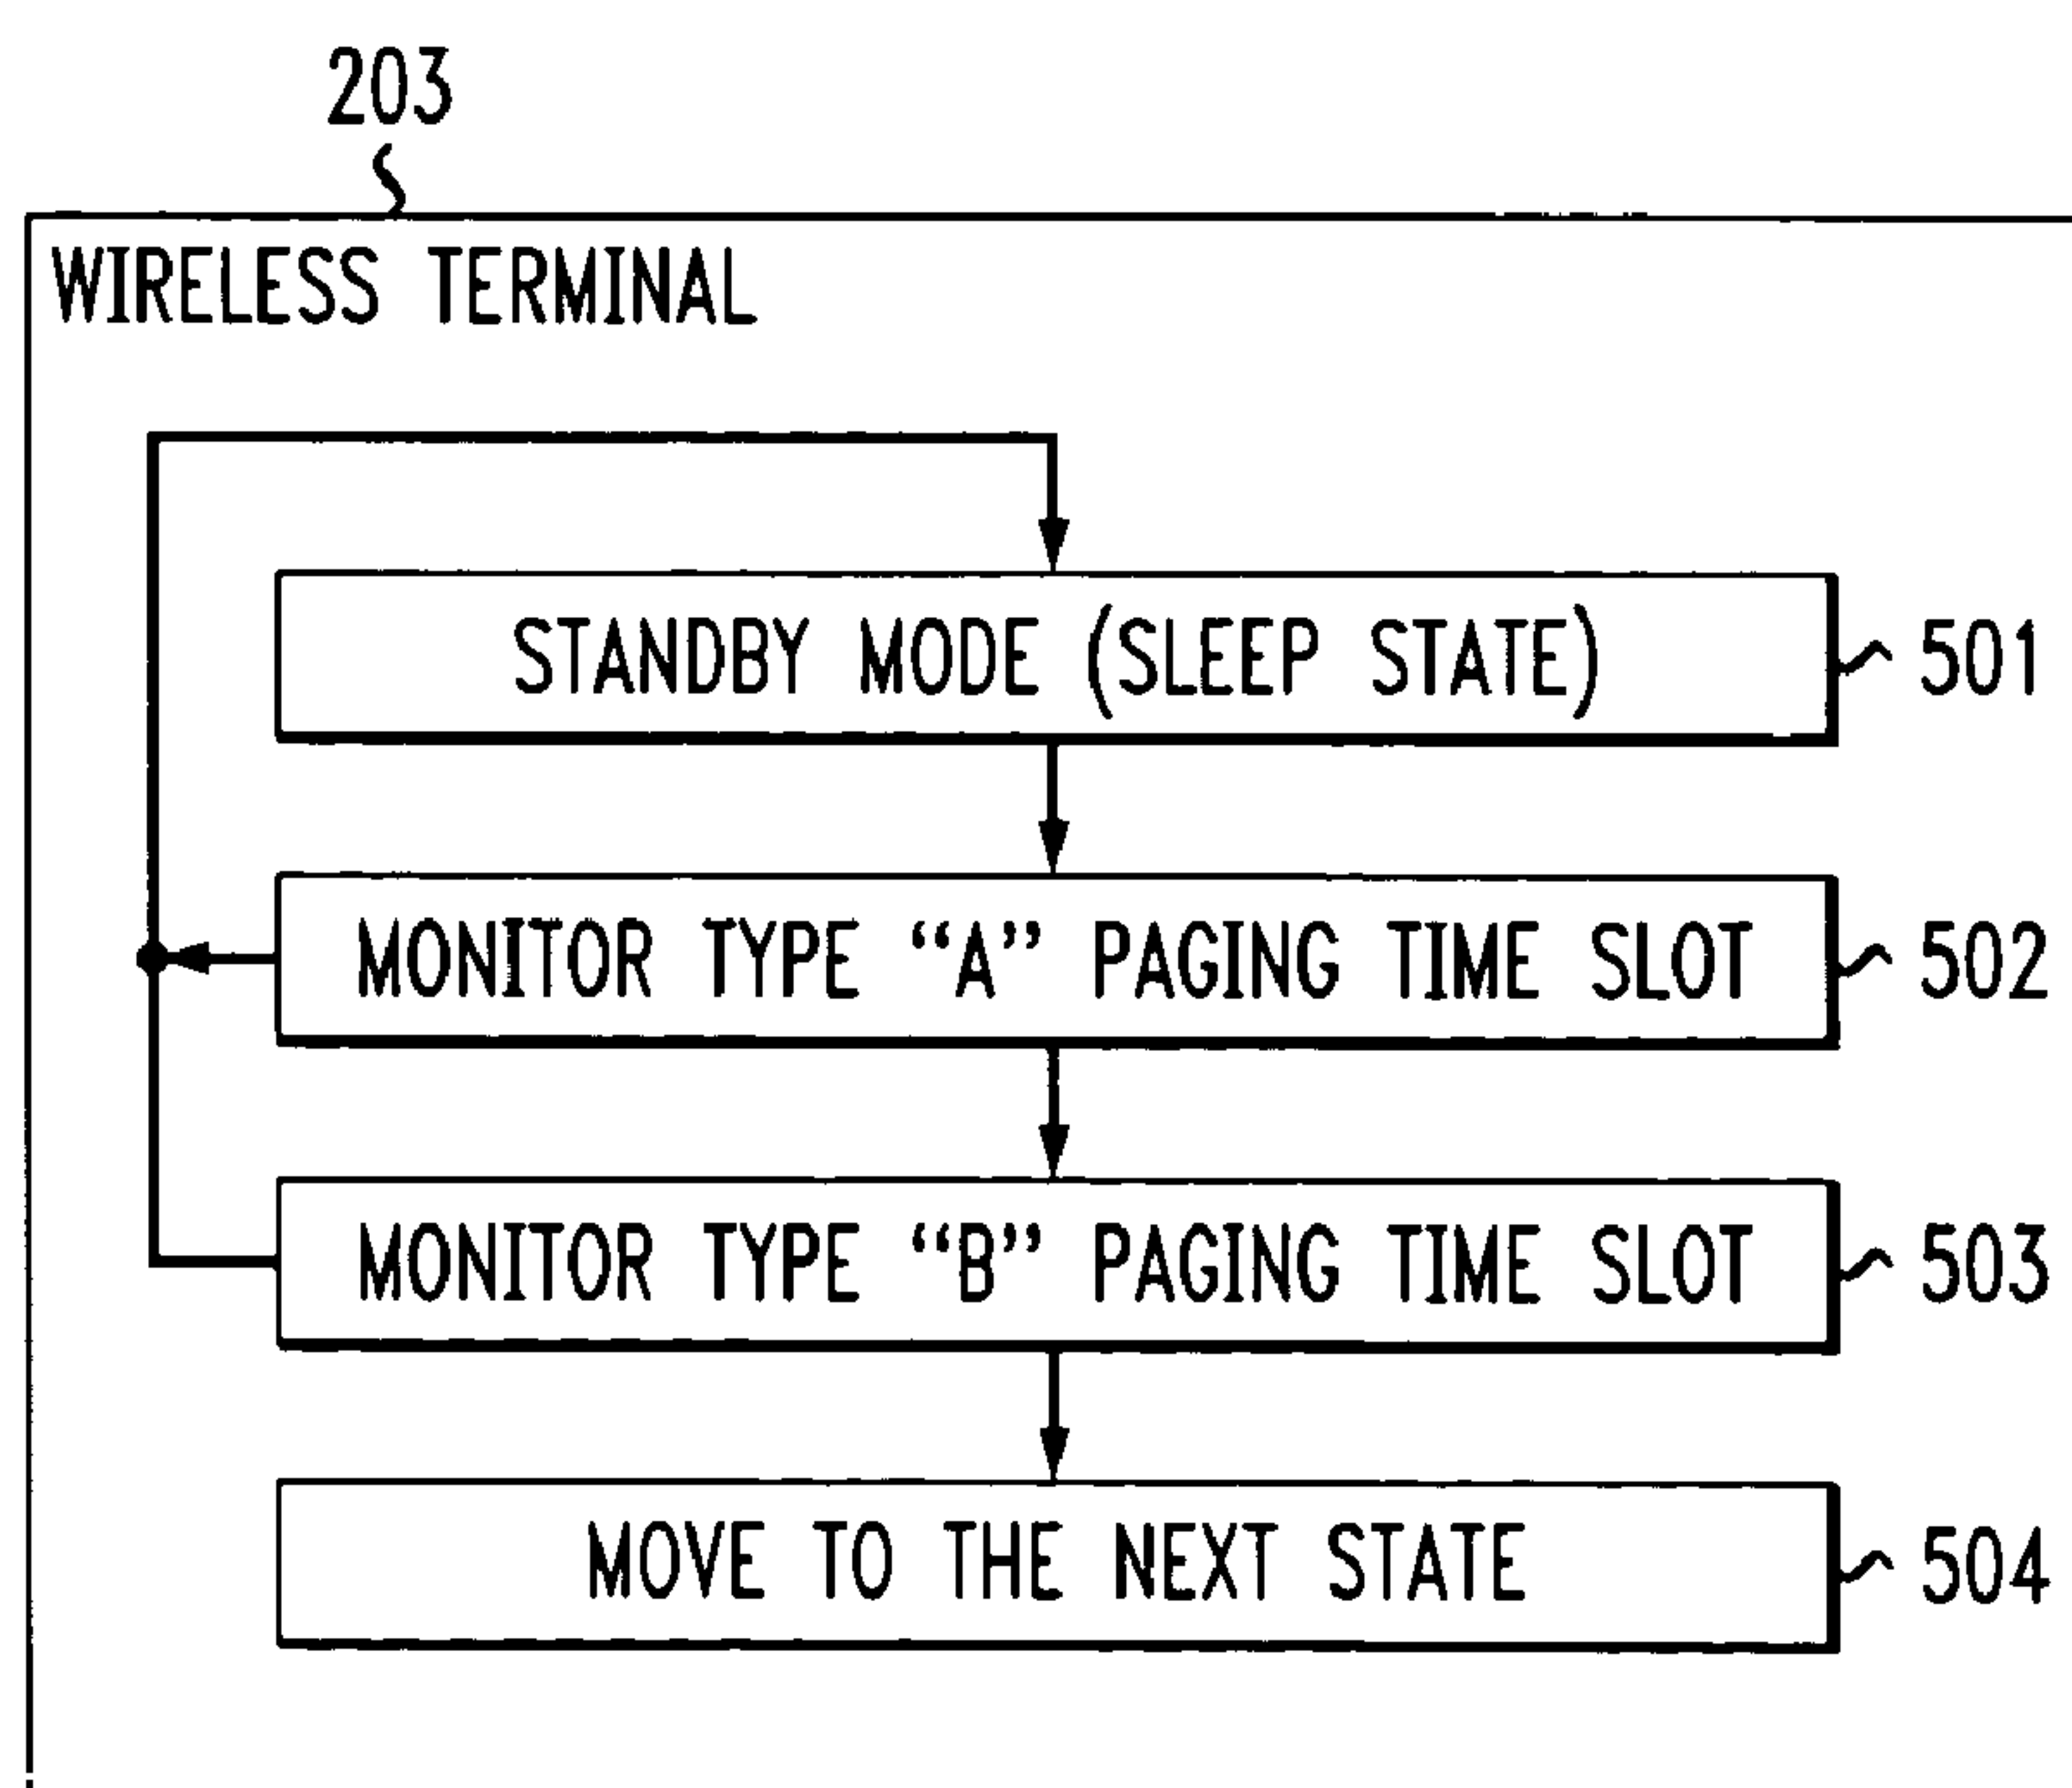 203
WIRELESS TERMINAL
STANDBY MODE (SLEEP STATE)
501
MONITOR TYPE “A” PAGING TIME SLOT
502
MONITOR TYPE “B” PAGING TIME SLOT
503
MOVE TO THE NEXT STATE
504